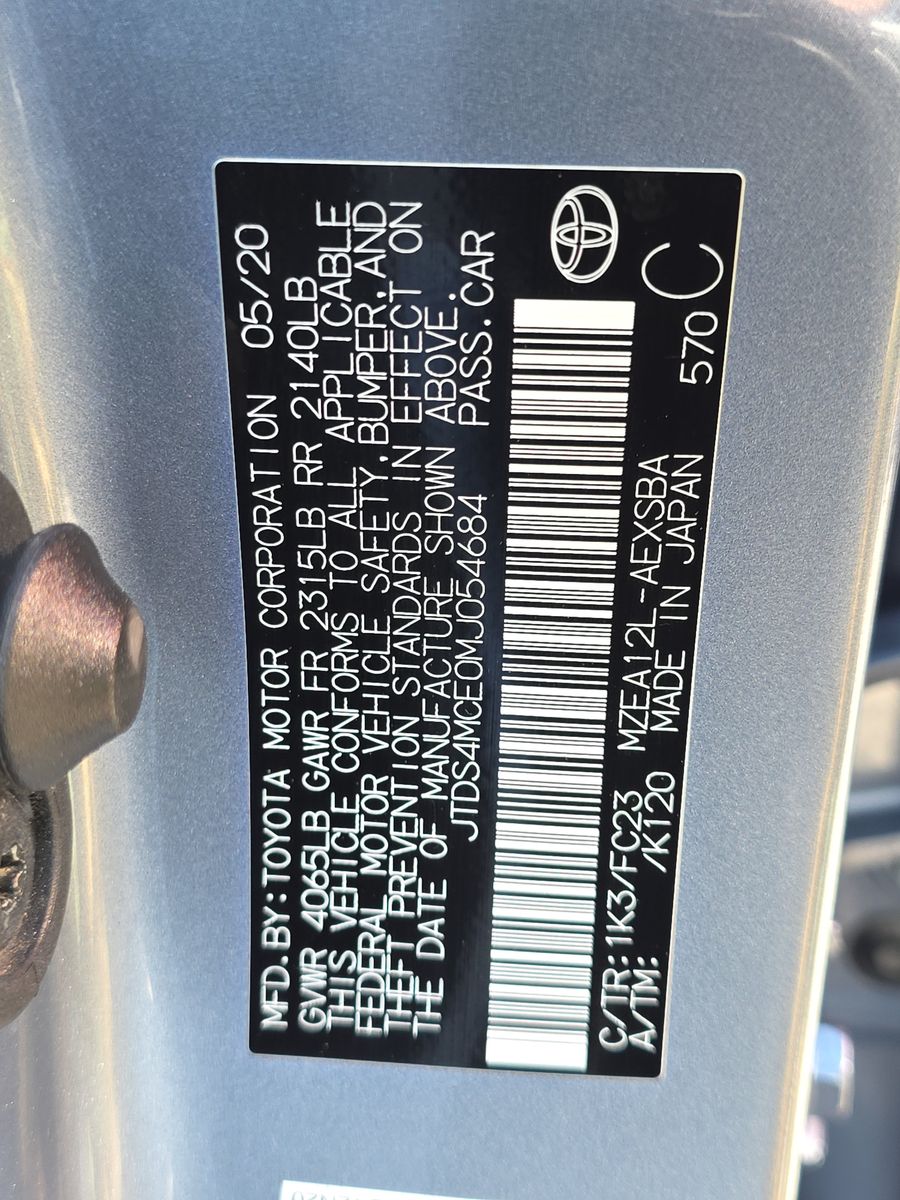 MFD.BY:TOYOTA MOTOR CORPORATION 05/20
GVWR 4065LB GAWR FR 2315LB RR 2140LB
THIS VEHICLE CONFORMS TO ALL APPLICABLE
FEDERAL MOTOR VEHICLE SAFETY,BUMPER,AND
THEFT PREVENTION STANDARDS IN EFFECT ON
THE DATE OF MANUFACTURE SHOWN ABOVE.
JTDS4MCE0MJ054684 PASS.CAR
C/TR:1K3/FC23 MZEA12L-AEXSBA
A/TM: /K120 MADE IN JAPAN 570 C